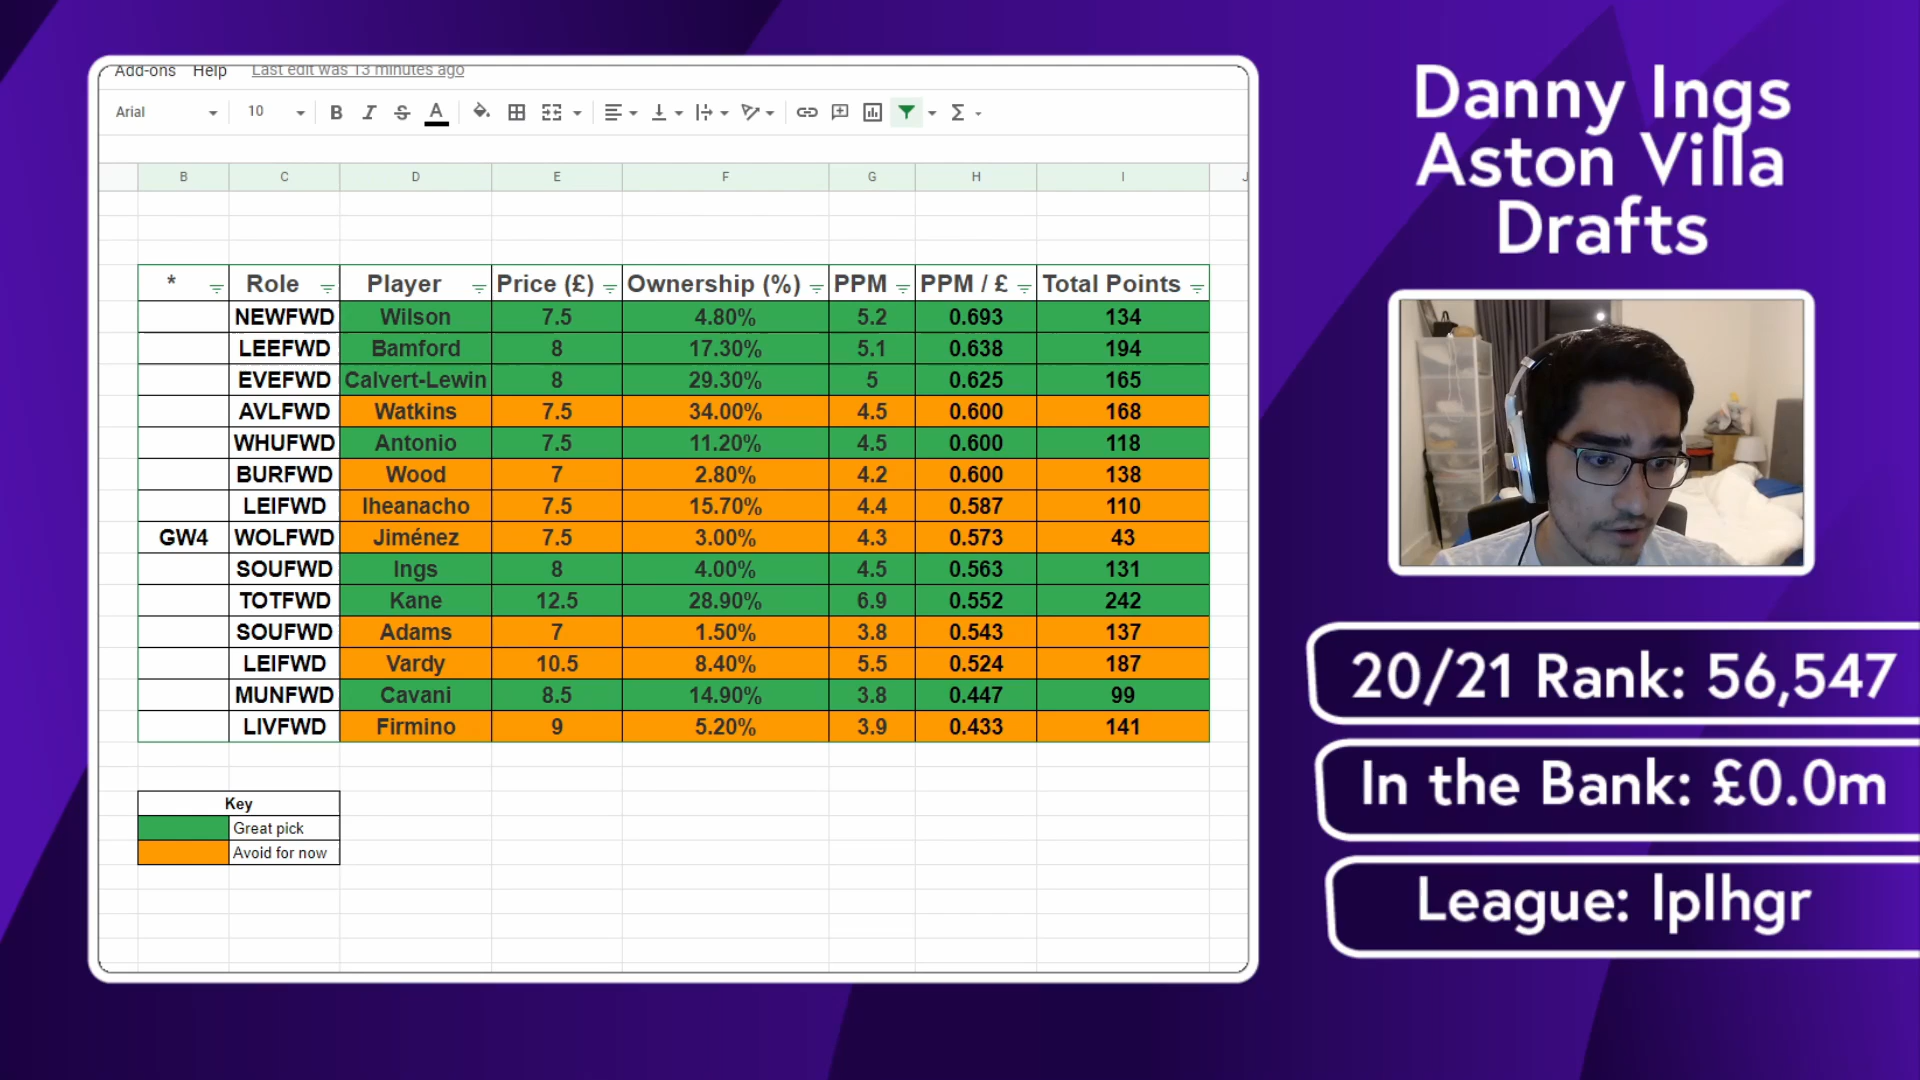 Add-ons Help Last edit was 13 minutes ago
Arial 10 B I S A Σ
B C D E F G H I J
* Role Player Price (£) Ownership (%) PPM PPM / £ Total Points
NEWFWD Wilson 7.5 4.80% 5.2 0.693 134
LEEFWD Bamford 8 17.30% 5.1 0.638 194
EVEFWD Calvert-Lewin 8 29.30% 5 0.625 165
AVLFWD Watkins 7.5 34.00% 4.5 0.600 168
WHUFWD Antonio 7.5 11.20% 4.5 0.600 118
BURFWD Wood 7 2.80% 4.2 0.600 138
LEIFWD Iheanacho 7.5 15.70% 4.4 0.587 110
GW4 WOLFWD Jiménez 7.5 3.00% 4.3 0.573 43
SOUFWD Ings 8 4.00% 4.5 0.563 131
TOTFWD Kane 12.5 28.90% 6.9 0.552 242
SOUFWD Adams 7 1.50% 3.8 0.543 137
LEIFWD Vardy 10.5 8.40% 5.5 0.524 187
MUNFWD Cavani 8.5 14.90% 3.8 0.447 99
LIVFWD Firmino 9 5.20% 3.9 0.433 141
Key
Great pick
Avoid for now
Danny Ings
Aston Villa
Drafts
20/21 Rank: 56,547
In the Bank: £0.0m
League: lplhgr